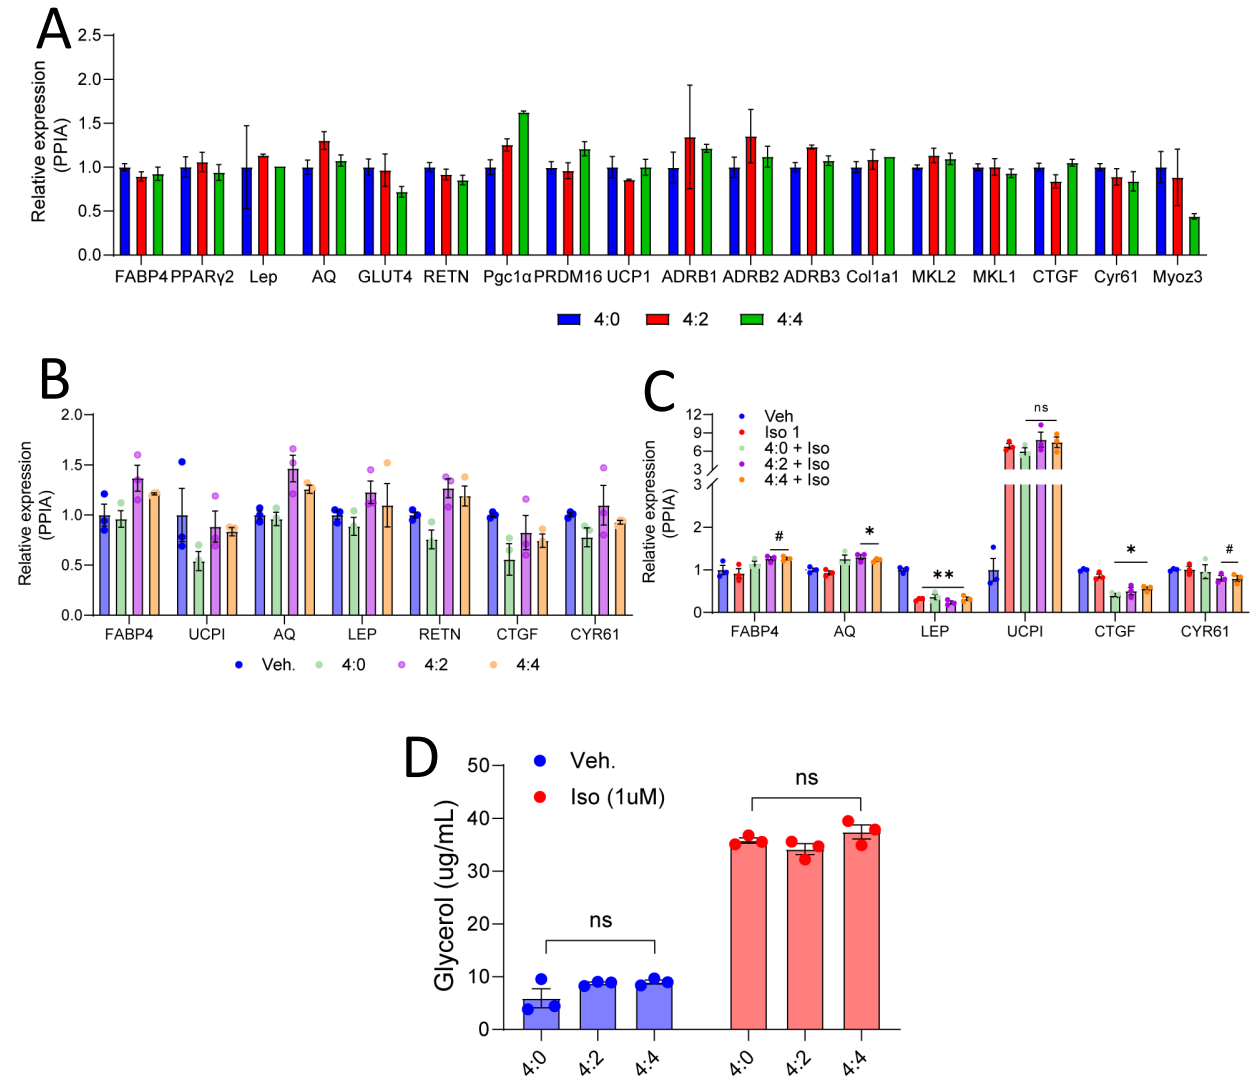 A
Relative expression
(PPIA)
2.5
2.0
1.5
1.0
0.5
0.0
FABP4 PPARγ2 Lep AQ GLUT4 RETN Pgc1α PRDM16 UCP1 ADRB1 ADRB2 ADRB3 Col1a1 MKL2 MKL1 CTGF Cyr61 Myoz3
4:0 4:2 4:4
B
Relative expression
(PPIA)
2.0
1.5
1.0
0.5
0.0
FABP4 UCPI AQ LEP RETN CTGF CYR61
Veh. 4:0 4:2 4:4
C
Relative expression
(PPIA)
12
9
6
3
3
2
1
0
Veh
Iso 1
4:0 + Iso
4:2 + Iso
4:4 + Iso
# * ** ns * #
FABP4 AQ LEP UCPI CTGF CYR61
D
Glycerol (ug/mL)
50
40
30
20
10
0
Veh.
Iso (1uM)
ns
ns
4:0 4:2 4:4 4:0 4:2 4:4